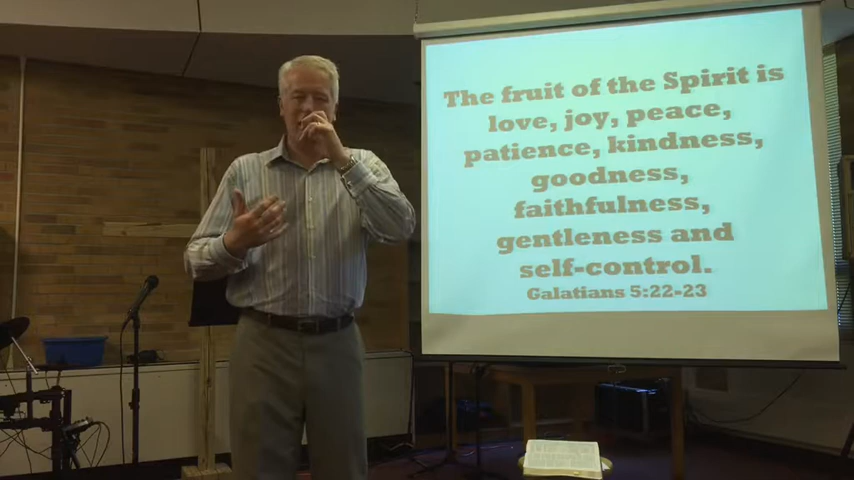 The fruit of the Spirit is
love, joy, peace,
patience, kindness,
goodness,
faithfulness,
gentleness and
self-control.
Galatians 5:22-23